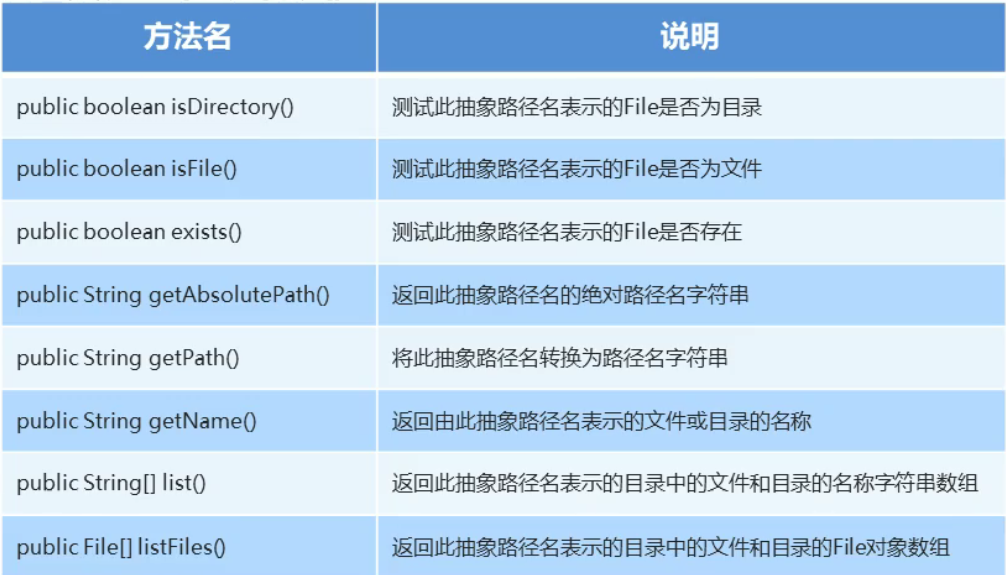 方法名 说明
public boolean isDirectory() 测试此抽象路径名表示的File是否为目录
public boolean isFile() 测试此抽象路径名表示的File是否为文件
public boolean exists() 测试此抽象路径名表示的File是否存在
public String getAbsolutePath() 返回此抽象路径名的绝对路径名字符串
public String getPath() 将此抽象路径名转换为路径名字符串
public String getName() 返回由此抽象路径名表示的文件或目录的名称
public String[] list() 返回此抽象路径名表示的目录中的文件和目录的名称字符串数组
public File[] listFiles() 返回此抽象路径名表示的目录中的文件和目录的File对象数组